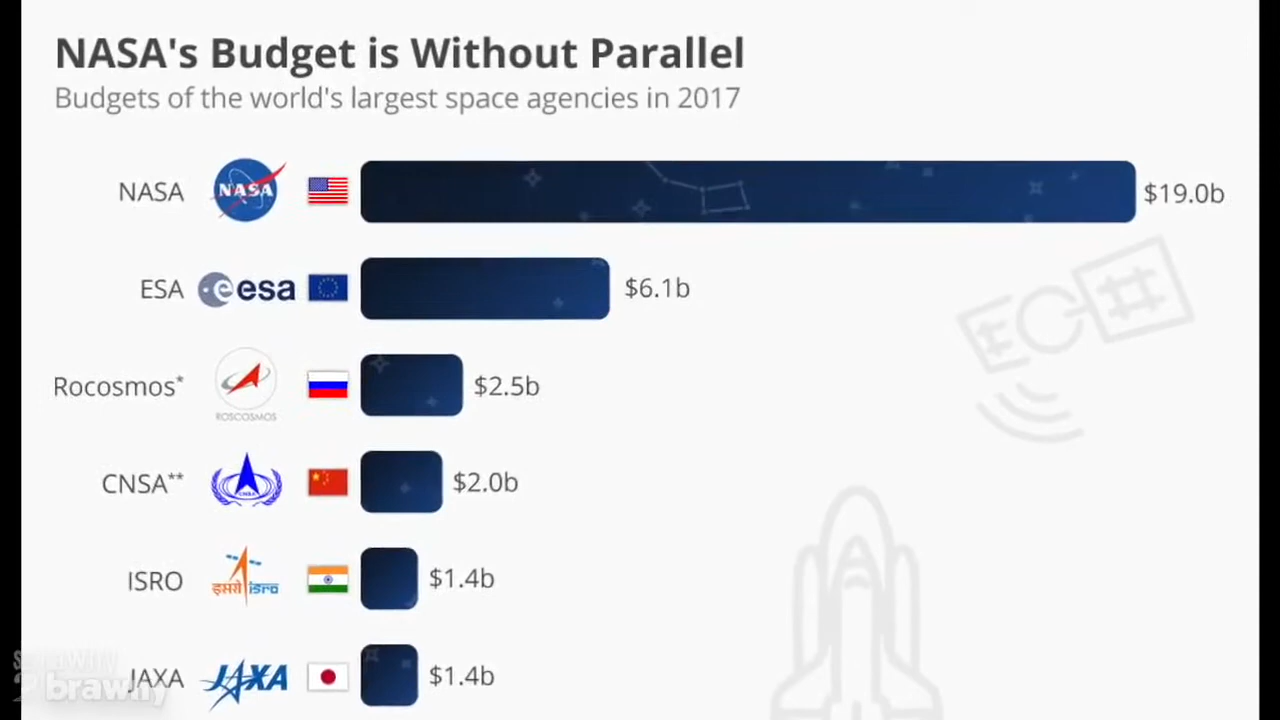 NASA's Budget is Without Parallel
Budgets of the world's largest space agencies in 2017
NASA NASA $19.0b
ESA esa $6.1b
Rocosmos* ROSCOSMOS $2.5b
CNSA** CNSA $2.0b
ISRO इसरो isro $1.4b
JAXA JAXA $1.4b
brawny